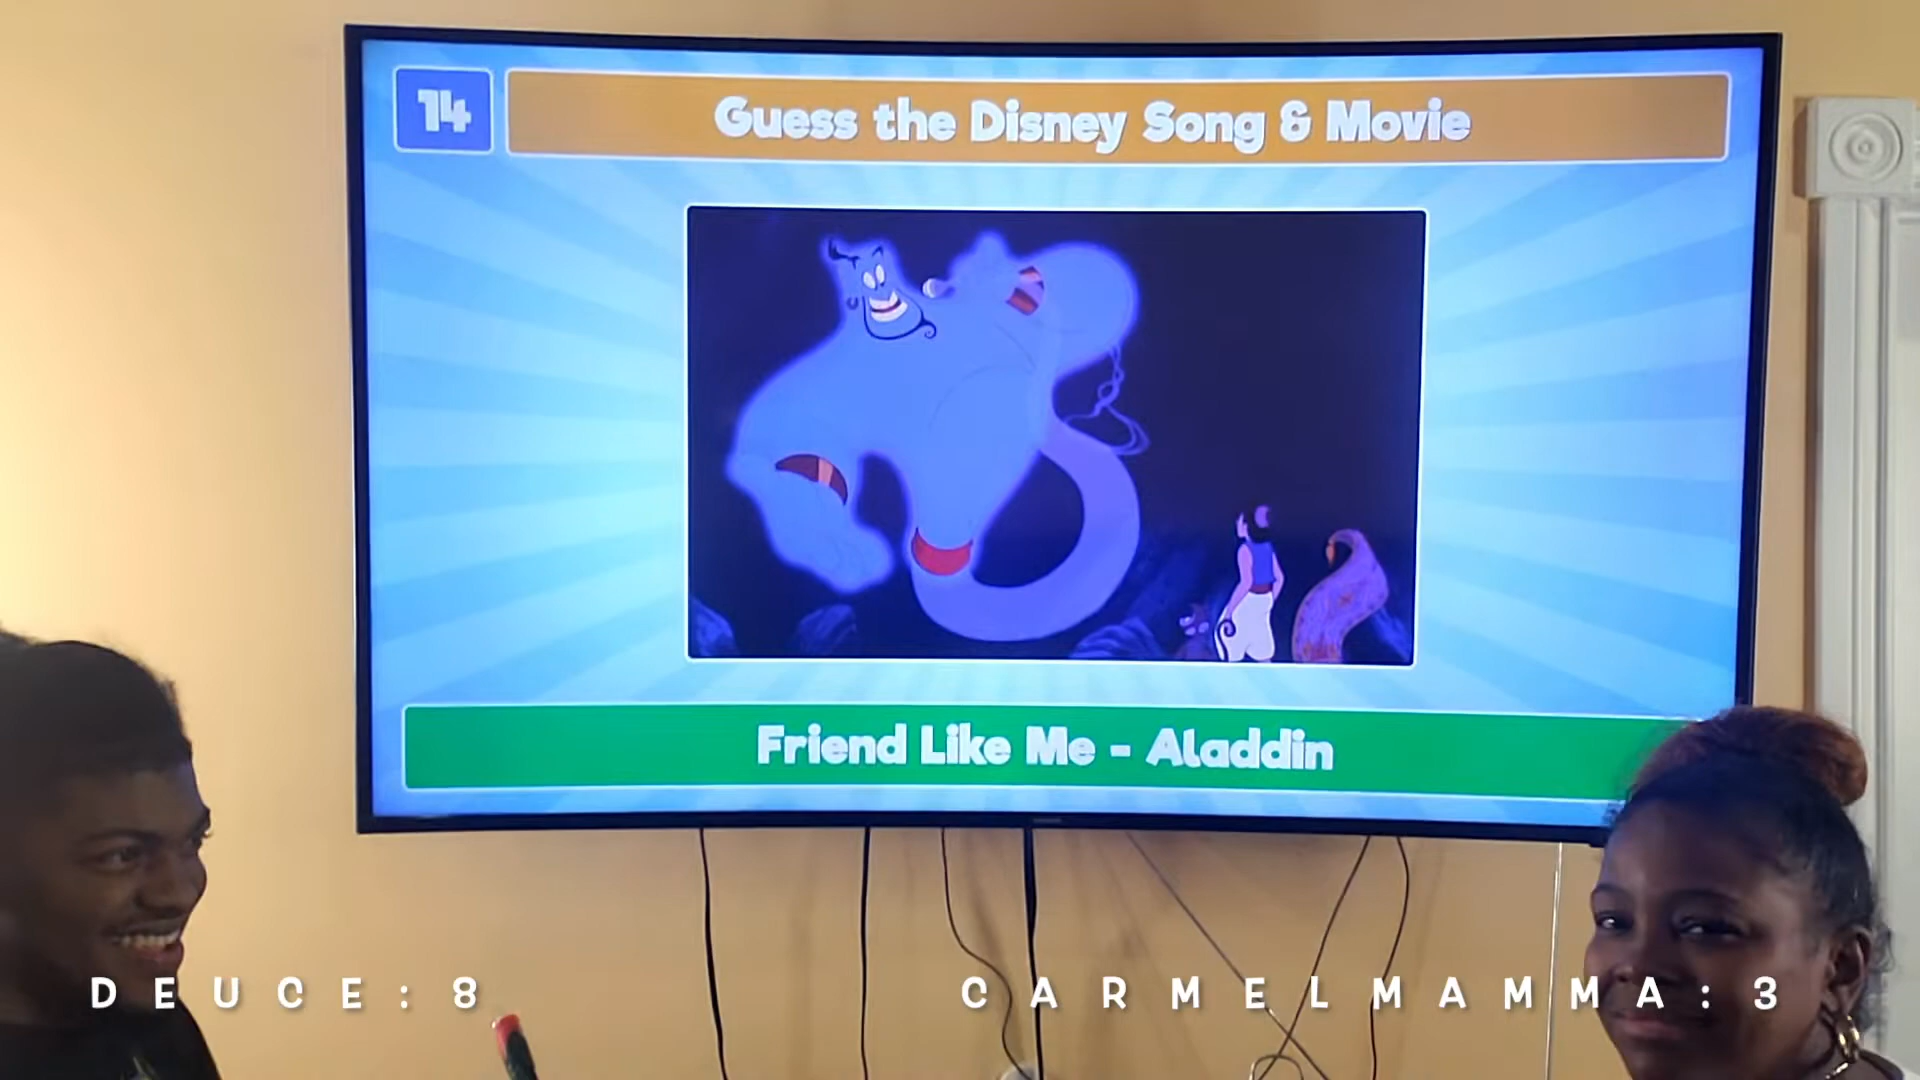 14
Guess the Disney Song & Movie
Friend Like Me - Aladdin
DEUCE: 8
CARMELMAMMA: 3